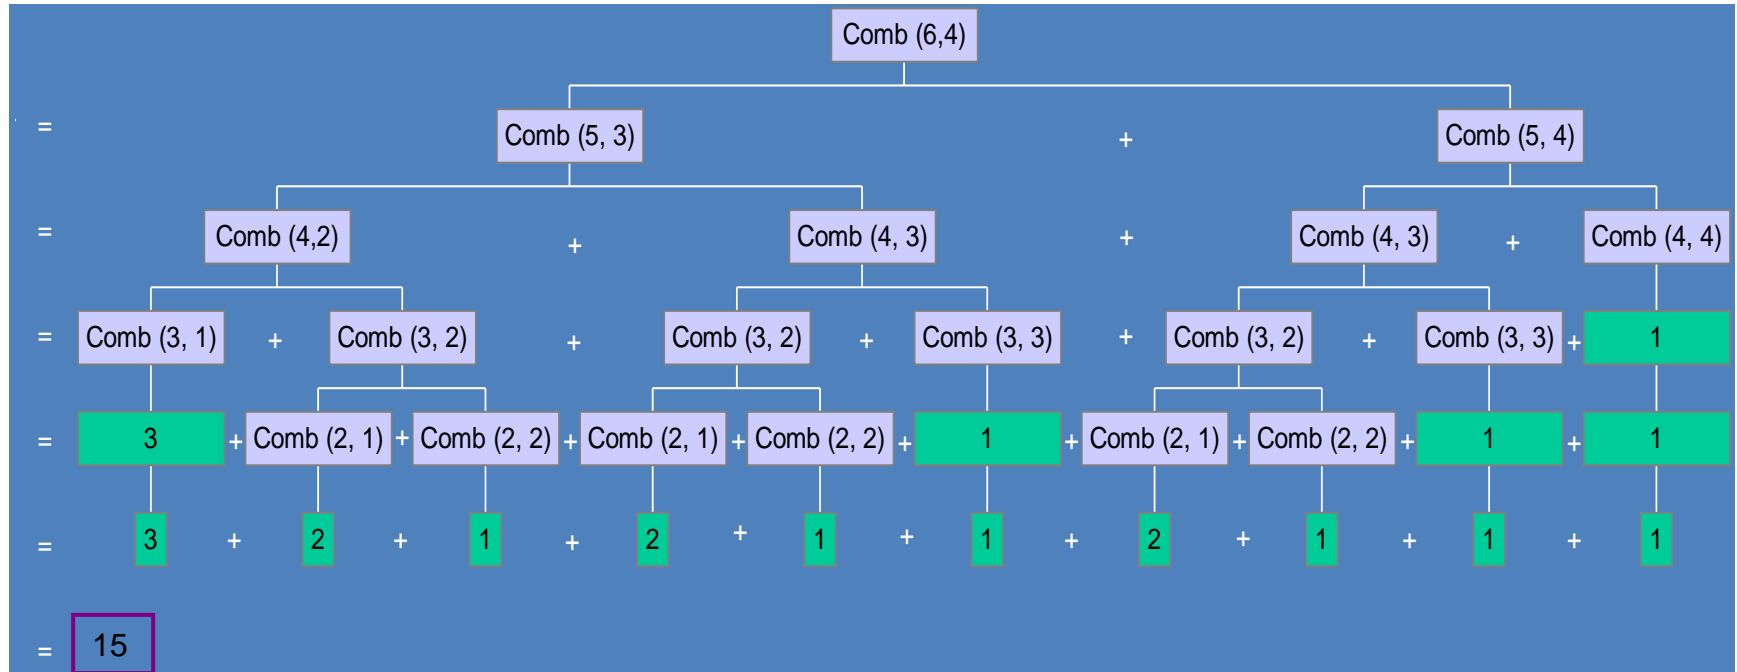 Comb (6,4)
= Comb (5, 3) + Comb (5, 4)
= Comb (4,2) + Comb (4, 3) + Comb (4, 3) + Comb (4, 4)
= Comb (3, 1) + Comb (3, 2) + Comb (3, 2) + Comb (3, 3) + Comb (3, 2) + Comb (3, 3) + 1
= 3 + Comb (2, 1) + Comb (2, 2) + Comb (2, 1) + Comb (2, 2) + 1 + Comb (2, 1) + Comb (2, 2) + 1 + 1
= 3 + 2 + 1 + 2 + 1 + 1 + 2 + 1 + 1 + 1
= 15